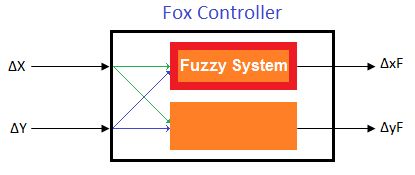 Fox Controller
ΔX
Fuzzy System
ΔxF
ΔY
ΔyF